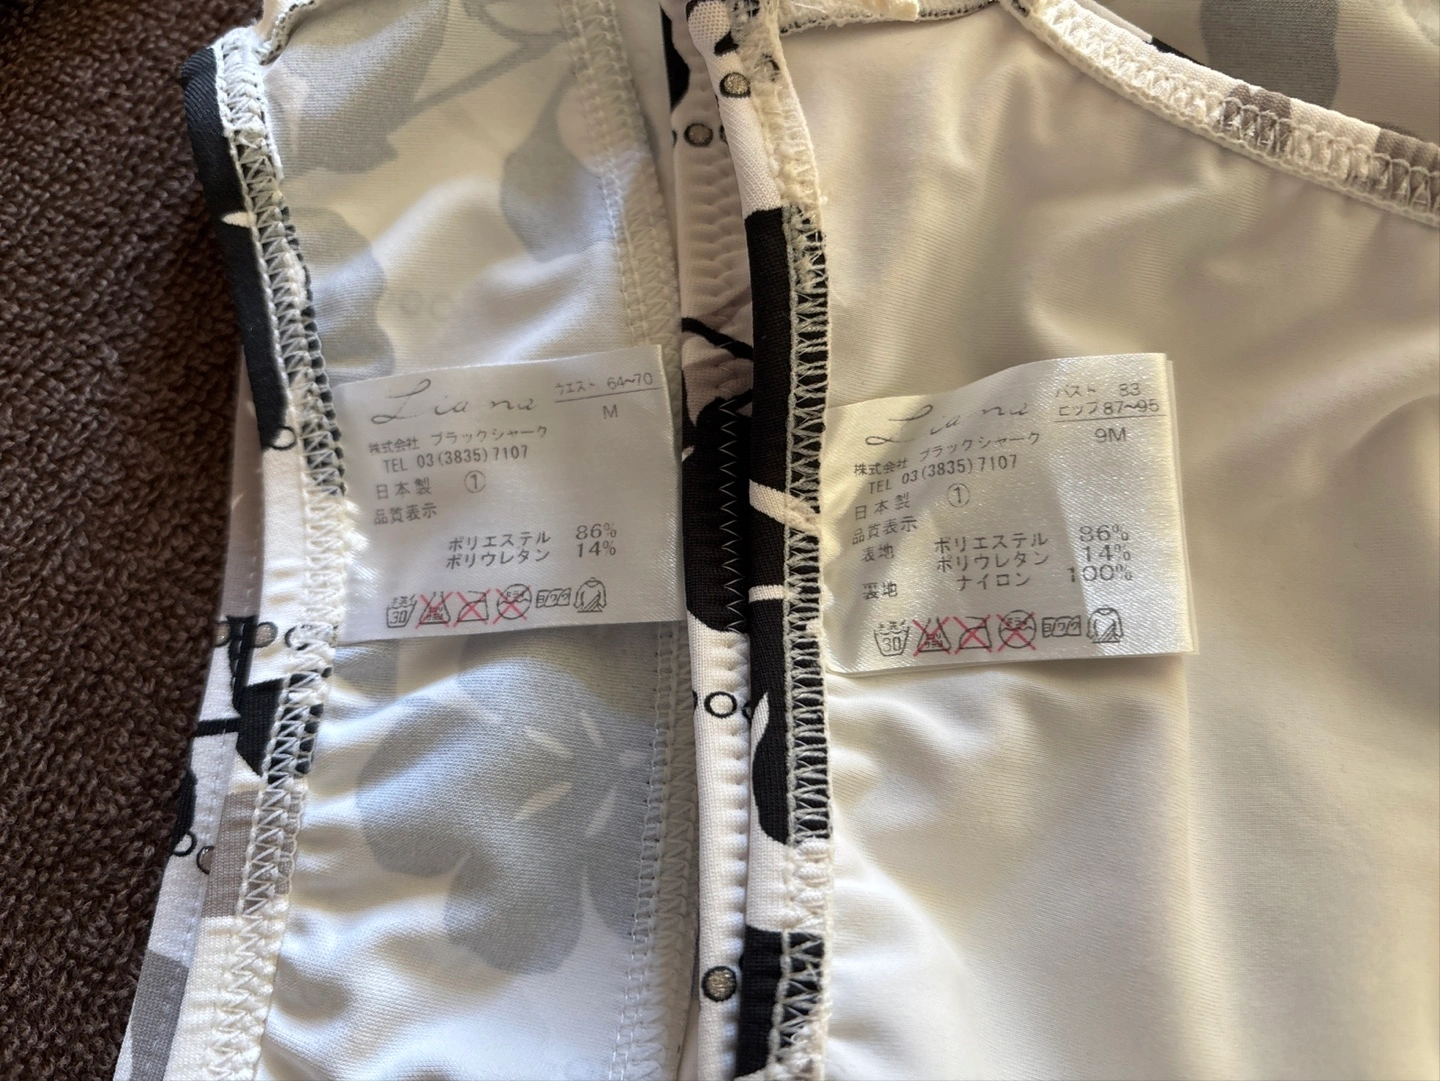 Liana
ウエスト 64~70
M
株式会社 ブラックシャーク
TEL 03(3835)7107
日本製 ①
品質表示
ポリエステル 86%
ポリウレタン 14%
30
Liana
バスト 83
ヒップ87~95
9M
株式会社 ブラックシャーク
TEL 03(3835)7107
日本製 ①
品質表示
表地 ポリエステル 86%
ポリウレタン 14%
裏地 ナイロン 100%
30